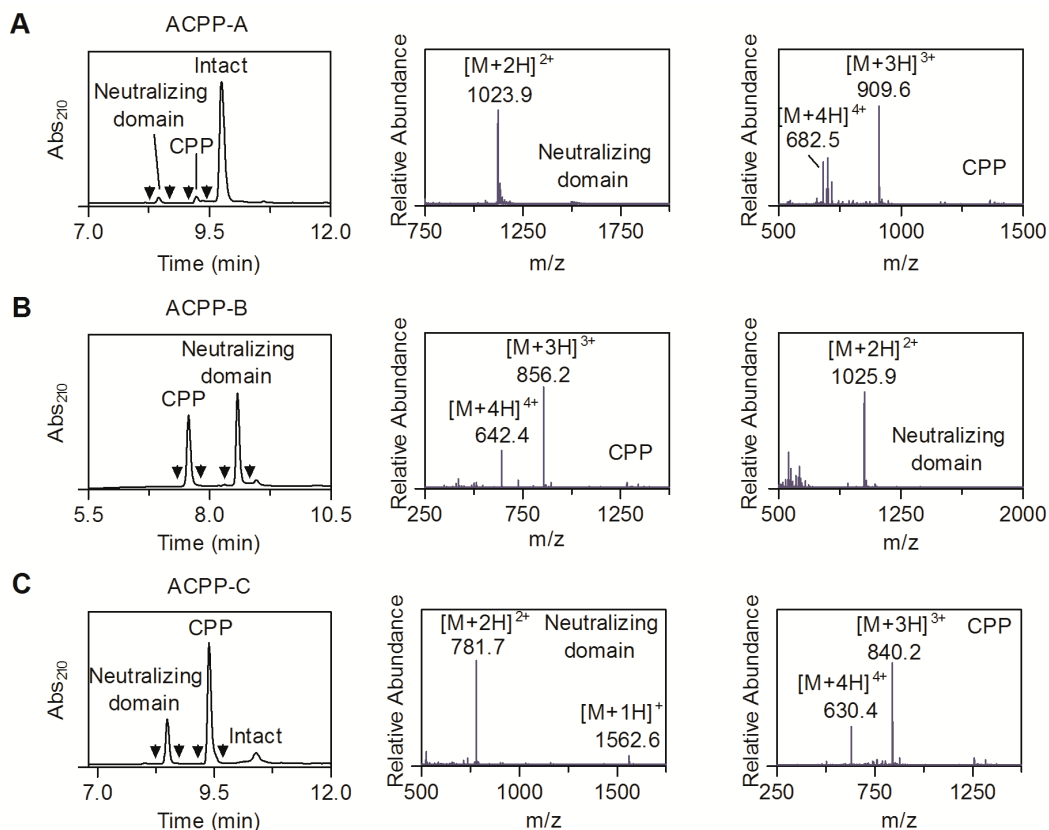 A
ACPP-A
Abs210
Neutralizing
domain
CPP
Intact
7.0
9.5
12.0
Time (min)
Relative Abundance
[M+2H]2+
1023.9
Neutralizing
domain
750
1250
1750
m/z
Relative Abundance
[M+3H]3+
909.6
[M+4H]4+
682.5
CPP
500
1000
1500
m/z
B
ACPP-B
Abs210
Neutralizing
domain
CPP
5.5
8.0
10.5
Time (min)
Relative Abundance
[M+3H]3+
856.2
[M+4H]4+
642.4
CPP
250
750
1250
m/z
Relative Abundance
[M+2H]2+
1025.9
Neutralizing
domain
500
1250
2000
m/z
C
ACPP-C
Abs210
CPP
Neutralizing
domain
Intact
7.0
9.5
12.0
Time (min)
Relative Abundance
[M+2H]2+
781.7
Neutralizing
domain
[M+1H]+
1562.6
500
1000
1500
m/z
Relative Abundance
[M+3H]3+
840.2
CPP
[M+4H]4+
630.4
250
750
1250
m/z